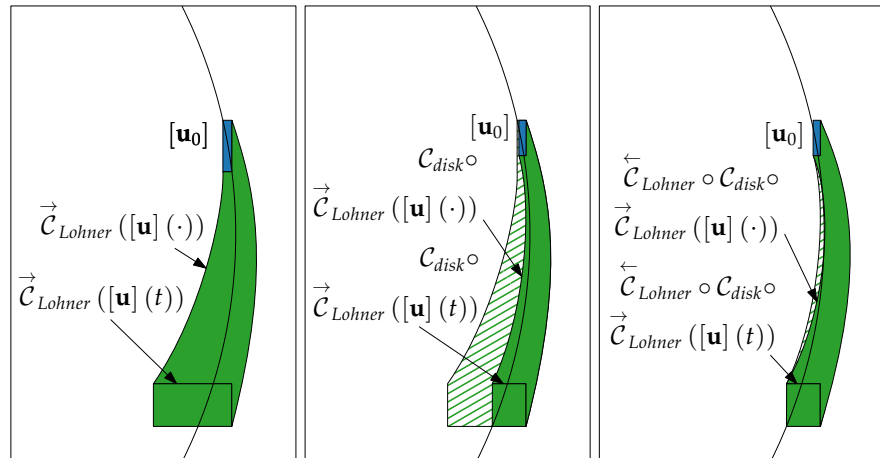 [𝐮₀]
𝒞⃗_Lohner ([𝐮] (·))
𝒞⃗_Lohner ([𝐮] (t))
[𝐮₀]
𝒞_disk∘
𝒞⃗_Lohner ([𝐮] (·))
𝒞_disk∘
𝒞⃗_Lohner ([𝐮] (t))
[𝐮₀]
𝒞⃖_Lohner ∘ 𝒞_disk∘
𝒞⃗_Lohner ([𝐮] (·))
𝒞⃖_Lohner ∘ 𝒞_disk∘
𝒞⃗_Lohner ([𝐮] (t))